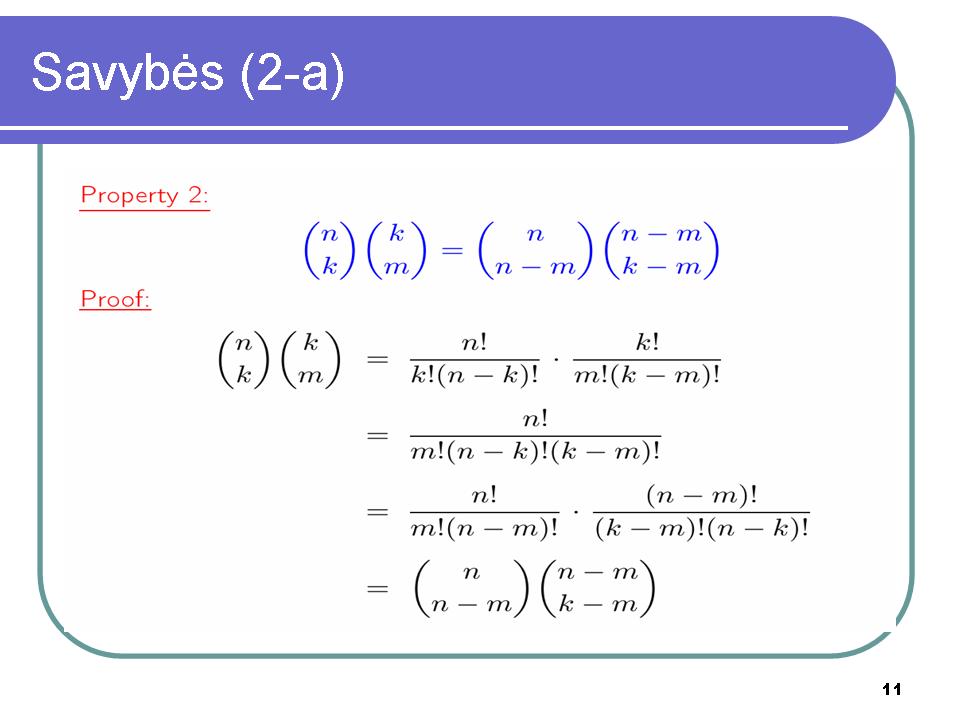 Savybės (2-a)
Property 2:
$\binom{n}{k}\binom{k}{m} = \binom{n}{n-m}\binom{n-m}{k-m}$
Proof:
$\binom{n}{k}\binom{k}{m} = \frac{n!}{k!(n-k)!} \cdot \frac{k!}{m!(k-m)!}$
$= \frac{n!}{m!(n-k)!(k-m)!}$
$= \frac{n!}{m!(n-m)!} \cdot \frac{(n-m)!}{(k-m)!(n-k)!}$
$= \binom{n}{n-m}\binom{n-m}{k-m}$
11